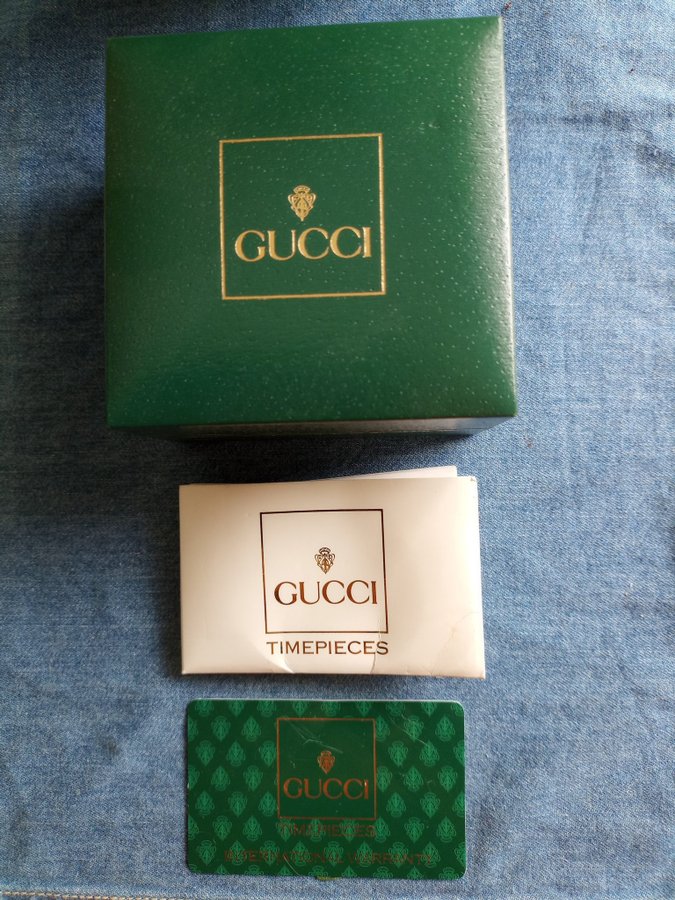 GUCCI
GUCCI
TIMEPIECES
GUCCI
TIMEPIECES
INTERNATIONAL WARRANTY